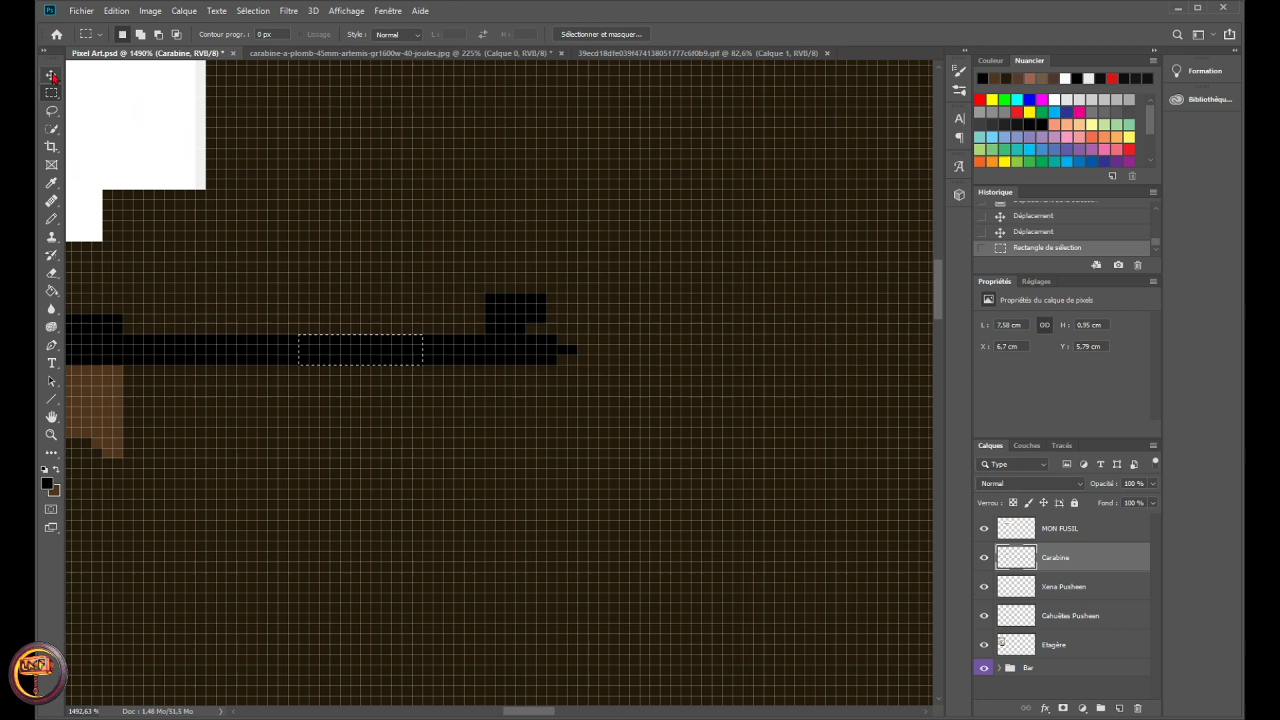 Ps Fichier Edition Image Calque Texte Sélection Filtre 3D Affichage Fenêtre Aide
Contour progr. : 0 px Style : Normal L. : H. : Sélectionner et masquer...
Pixel Art.psd @ 1490% (Carabine, RVB/8) * × carabine-a-plomb-45mm-artemis-gr1600w-40-joules.jpg @ 225% (Calque 0, RVB/8) * × 39ecd18dfe039f4741380517​77c6f0b9.gif @ 82,6% (Calque 1, RVB/8) ×
Couleur Nuancier
Formation
Bibliothèqu...
Historique
Déplacement
Déplacement
Rectangle de sélection
Propriétés Réglages
Propriétés du calque de pixels
L : 7,58 cm H : 0,95 cm
X : 6,7 cm Y : 5,79 cm
Calques Couches Tracés
Type
Normal Opacité : 100 %
Verrou : Fond : 100 %
MON FUSIL
Carabine
Xena Pusheen
Cahuètes Pusheen
Etagère
Bar
1492,63 % Doc : 1,48 Mo/51,5 Mo